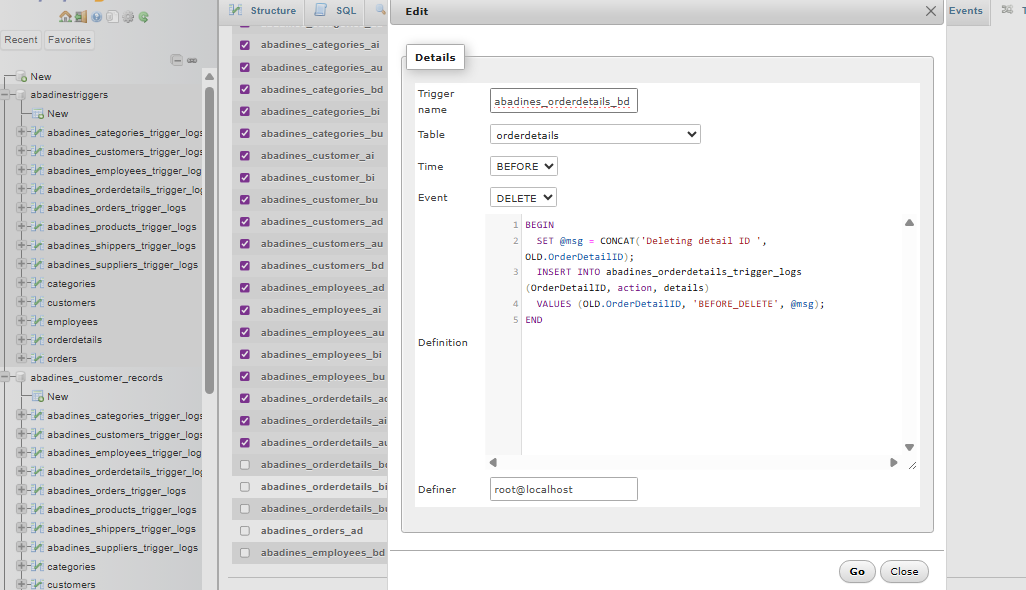 Recent Favorites
New
abadinestriggers
New
abadines_categories_trigger_logs
abadines_customers_trigger_logs
abadines_employees_trigger_log
abadines_orderdetails_trigger_log
abadines_orders_trigger_logs
abadines_products_trigger_logs
abadines_shippers_trigger_logs
abadines_suppliers_trigger_logs
categories
customers
employees
orderdetails
orders
abadines_customer_records
New
abadines_categories_trigger_logs
abadines_customers_trigger_logs
abadines_employees_trigger_log
abadines_orderdetails_trigger_log
abadines_orders_trigger_logs
abadines_products_trigger_logs
abadines_shippers_trigger_logs
abadines_suppliers_trigger_logs
categories
customers
Structure SQL
abadines_categories_ai
abadines_categories_au
abadines_categories_bd
abadines_categories_bi
abadines_categories_bu
abadines_customer_ai
abadines_customer_bi
abadines_customer_bu
abadines_customers_ad
abadines_customers_au
abadines_customers_bd
abadines_employees_ad
abadines_employees_ai
abadines_employees_au
abadines_employees_bi
abadines_employees_bu
abadines_orderdetails_ad
abadines_orderdetails_ai
abadines_orderdetails_au
abadines_orderdetails_bd
abadines_orderdetails_bi
abadines_orderdetails_bu
abadines_orders_ad
abadines_employees_bd
Edit
Details
Trigger name abadines_orderdetails_bd
Table orderdetails
Time BEFORE
Event DELETE
Definition
1 BEGIN
2 SET @msg = CONCAT('Deleting detail ID ',
OLD.OrderDetailID);
3 INSERT INTO abadines_orderdetails_trigger_logs
(OrderDetailID, action, details)
4 VALUES (OLD.OrderDetailID, 'BEFORE_DELETE', @msg);
5 END
Definer root@localhost
Go Close
Events T